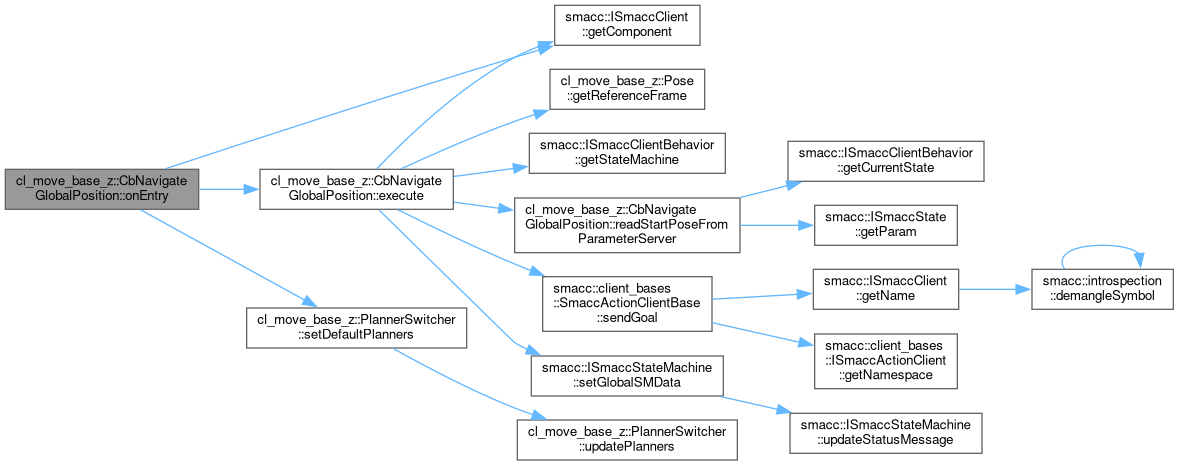 smacc::ISmaccClient
::getComponent
cl_move_base_z::Pose
::getReferenceFrame
smacc::ISmaccClientBehavior
::getStateMachine
smacc::ISmaccClientBehavior
::getCurrentState
cl_move_base_z::CbNavigate
GlobalPosition::onEntry
cl_move_base_z::CbNavigate
GlobalPosition::execute
cl_move_base_z::CbNavigate
GlobalPosition::readStartPoseFrom
ParameterServer
smacc::ISmaccState
::getParam
smacc::client_bases
::SmaccActionClientBase
::sendGoal
smacc::ISmaccClient
::getName
smacc::introspection
::demangleSymbol
cl_move_base_z::PlannerSwitcher
::setDefaultPlanners
smacc::client_bases
::ISmaccActionClient
::getNamespace
smacc::ISmaccStateMachine
::setGlobalSMData
smacc::ISmaccStateMachine
::updateStatusMessage
cl_move_base_z::PlannerSwitcher
::updatePlanners